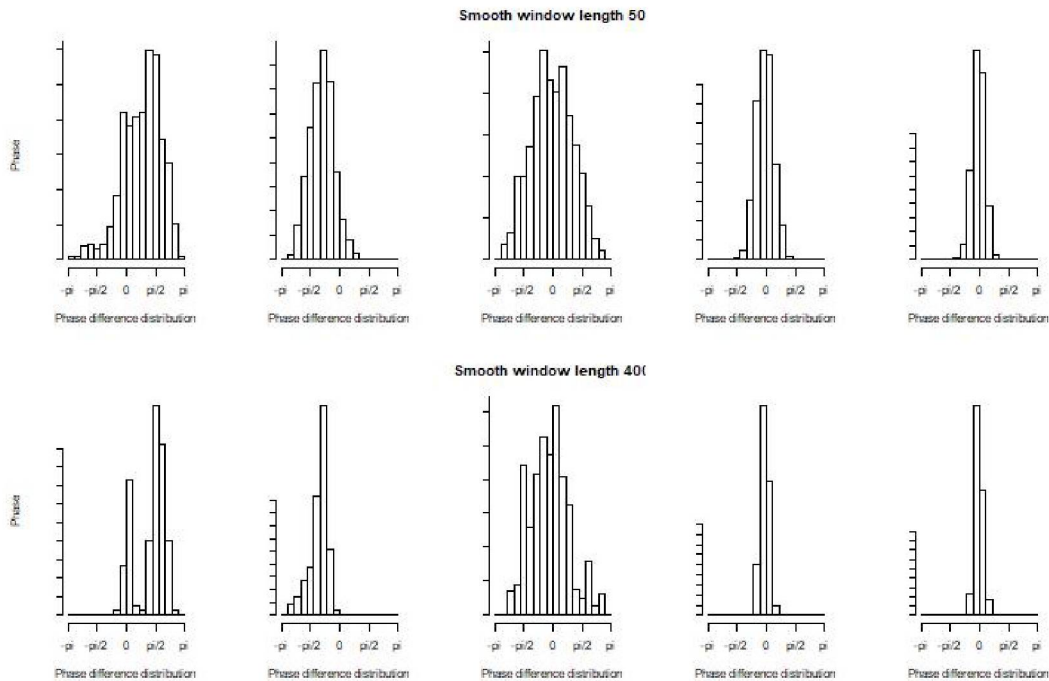 Smooth window length 50
Phase
-pi -pi/2 0 pi/2 pi
-pi -pi/2 0 pi/2 pi
-pi -pi/2 0 pi/2 pi
-pi -pi/2 0 pi/2 pi
-pi -pi/2 0 pi/2 pi
Phase difference distribution
Phase difference distribution
Phase difference distribution
Phase difference distribution
Phase difference distribution
Smooth window length 400
Phase
-pi -pi/2 0 pi/2 pi
-pi -pi/2 0 pi/2 pi
-pi -pi/2 0 pi/2 pi
-pi -pi/2 0 pi/2 pi
-pi -pi/2 0 pi/2 pi
Phase difference distribution
Phase difference distribution
Phase difference distribution
Phase difference distribution
Phase difference distribution